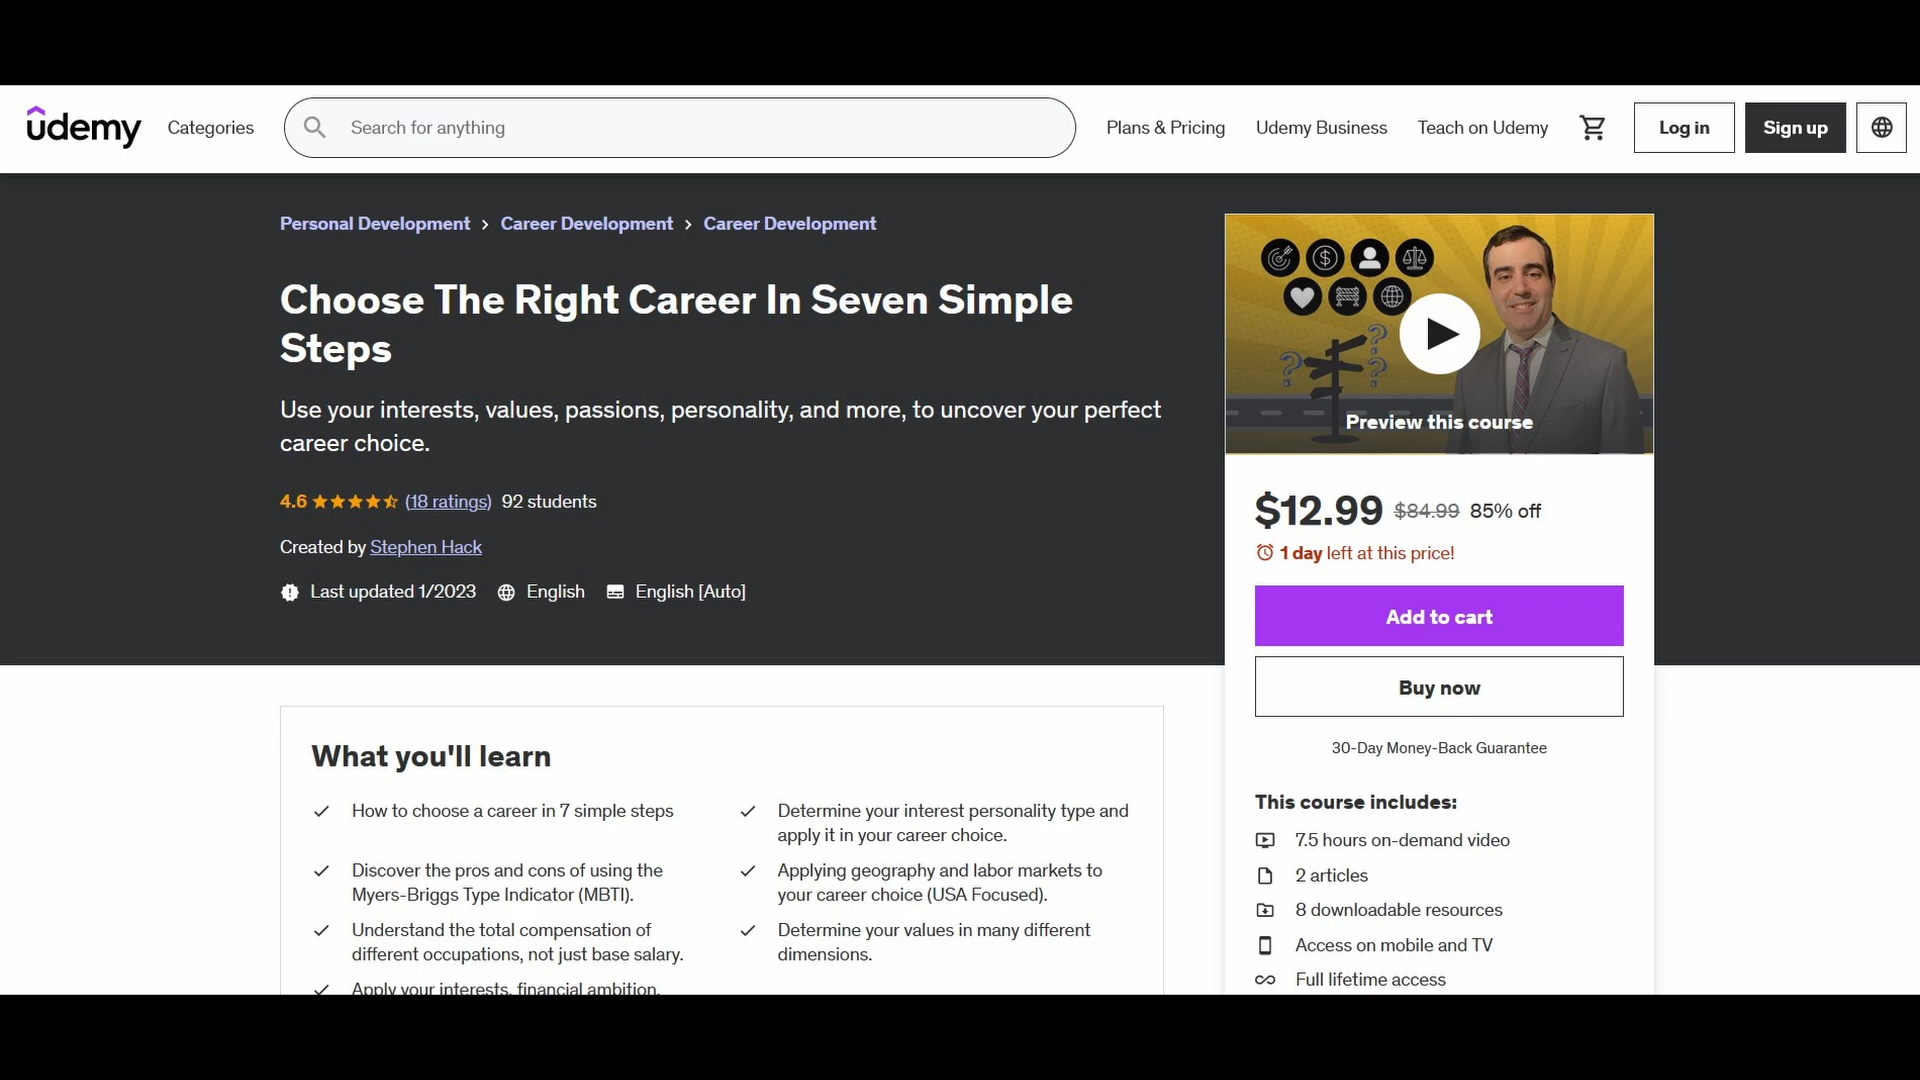 udemy
Categories
Search for anything
Plans & Pricing
Udemy Business
Teach on Udemy
Log in
Sign up
Personal Development > Career Development > Career Development
Choose The Right Career In Seven Simple
Steps
Use your interests, values, passions, personality, and more, to uncover your perfect
career choice.
4.6 (18 ratings) 92 students
Created by Stephen Hack
Last updated 1/2023 English English [Auto]
Preview this course
$12.99 $84.99 85% off
1 day left at this price!
Add to cart
Buy now
30-Day Money-Back Guarantee
This course includes:
7.5 hours on-demand video
2 articles
8 downloadable resources
Access on mobile and TV
Full lifetime access
What you'll learn
How to choose a career in 7 simple steps
Determine your interest personality type and
apply it in your career choice.
Discover the pros and cons of using the
Myers-Briggs Type Indicator (MBTI).
Applying geography and labor markets to
your career choice (USA Focused).
Understand the total compensation of
different occupations, not just base salary.
Determine your values in many different
dimensions.
Apply your interests, financial ambition,